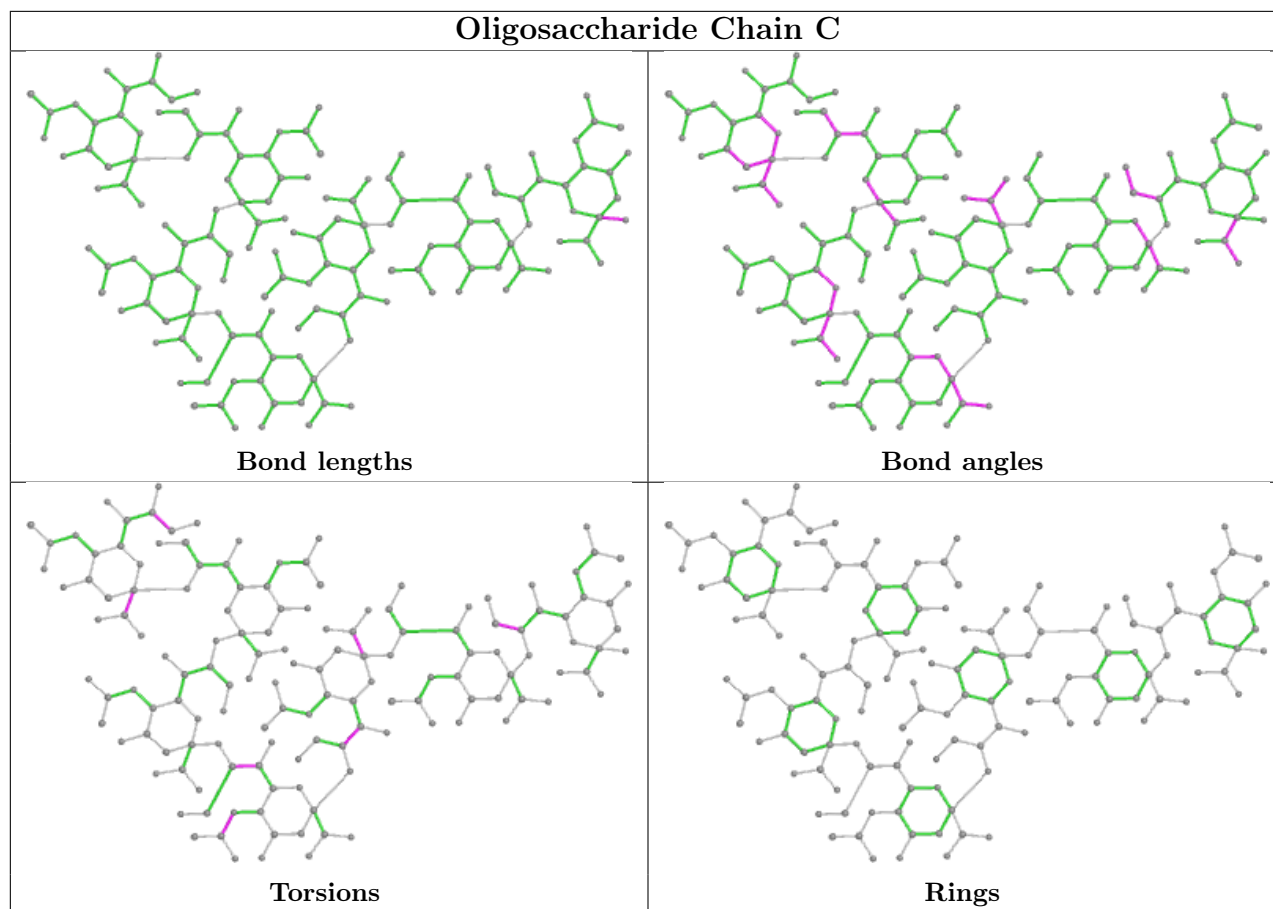 Oligosaccharide Chain C
Bond lengths
Bond angles
Torsions
Rings